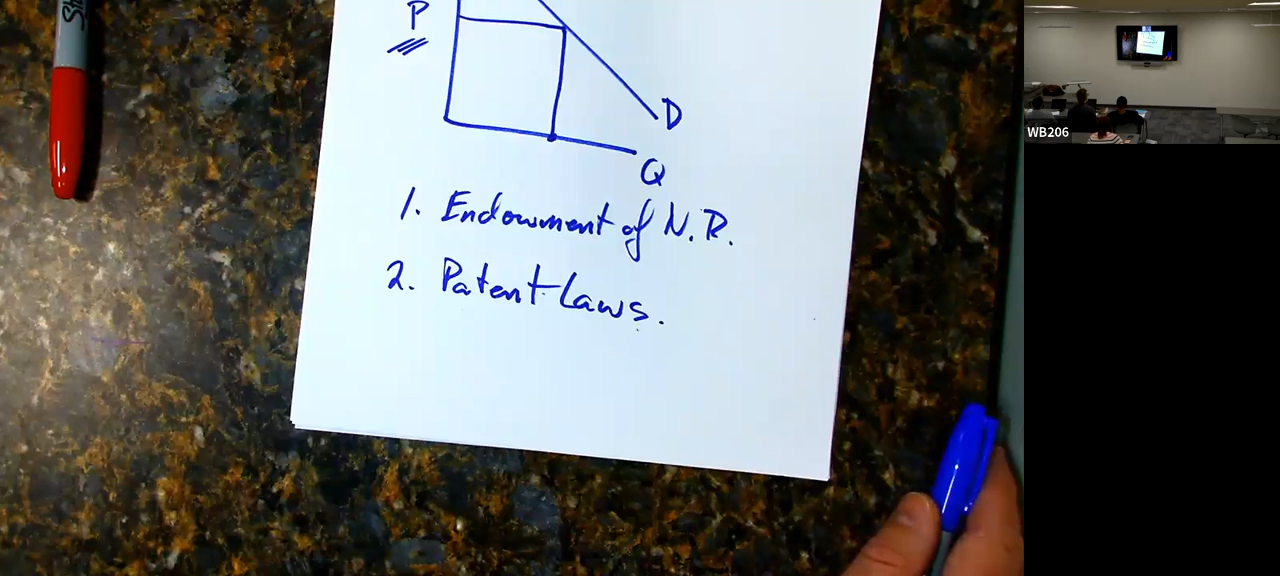 P
D
Q
1. Endowment of N.R.
2. Patent Laws.
WB206